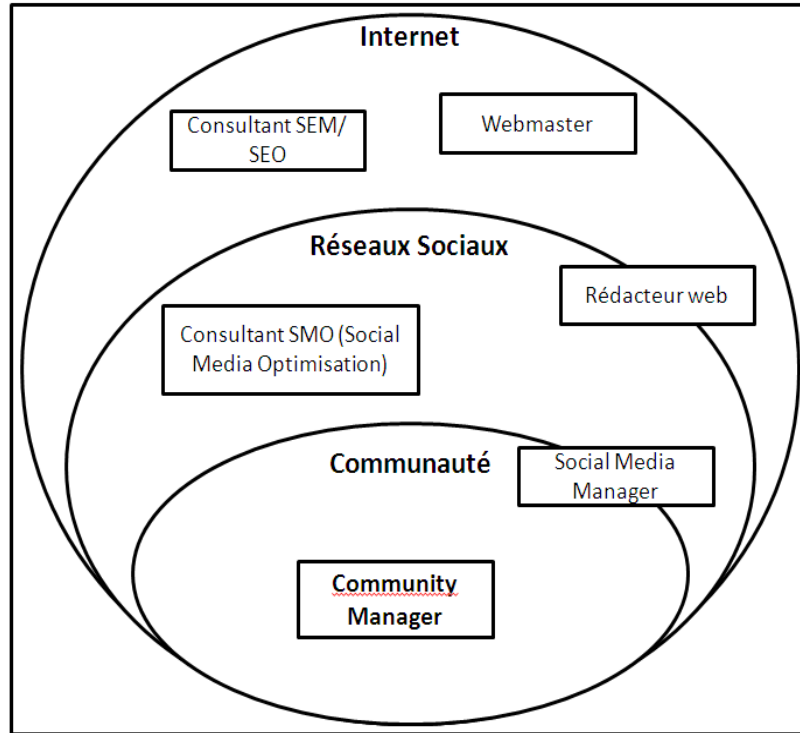 Internet
Consultant SEM/
SEO
Webmaster
Réseaux Sociaux
Rédacteur web
Consultant SMO (Social
Media Optimisation)
Communauté
Social Media
Manager
Community
Manager